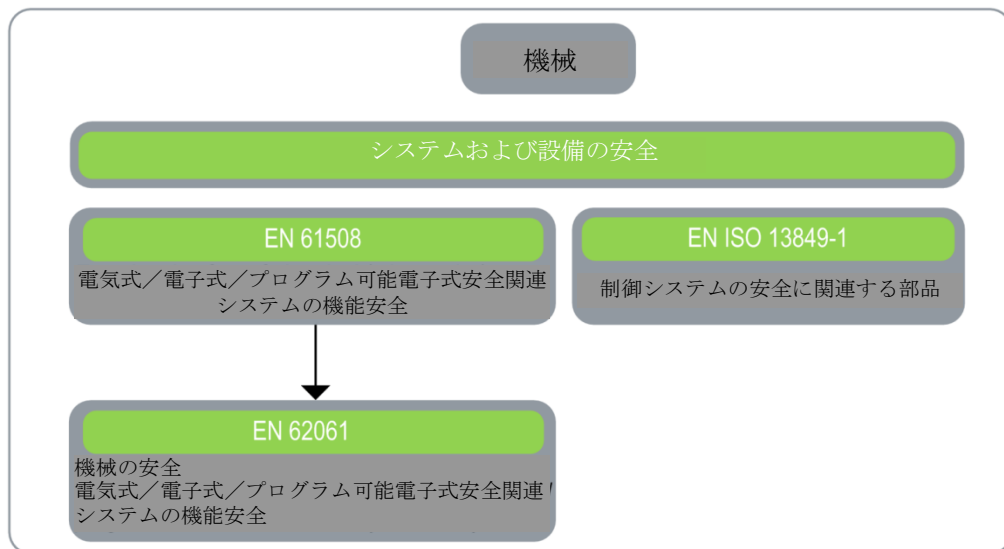 機械
システムおよび設備の安全
EN 61508
電気式／電子式／プログラム可能電子式安全関連
システムの機能安全
EN ISO 13849-1
制御システムの安全に関連する部品
EN 62061
機械の安全
電気式／電子式／プログラム可能電子式安全関連
システムの機能安全